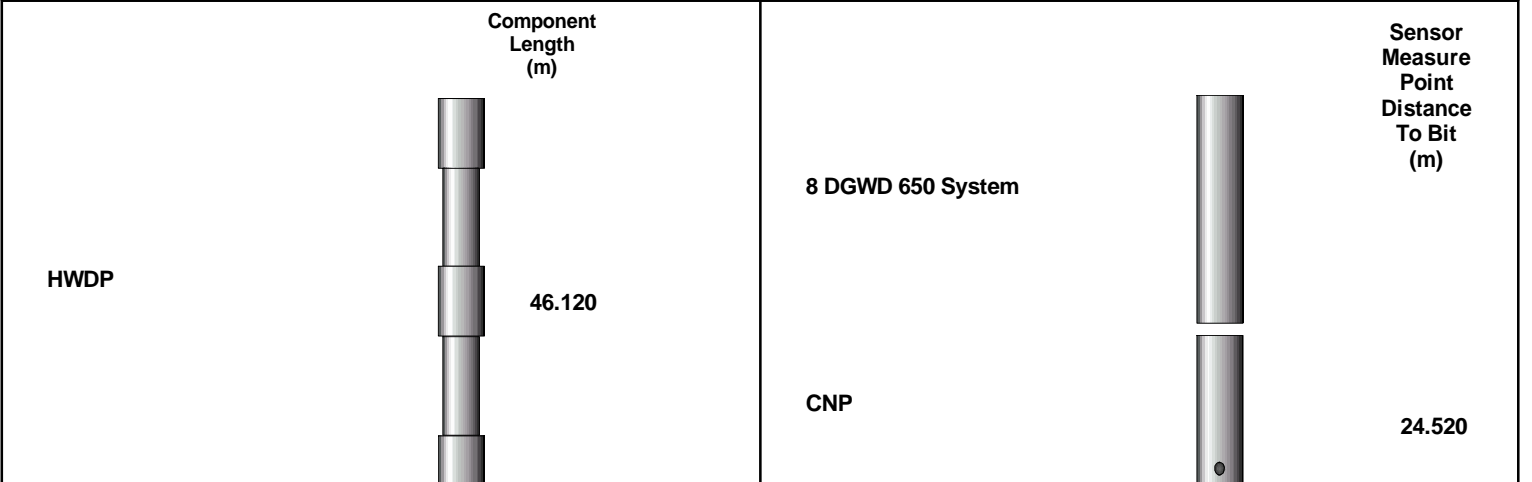 Component
Length
(m)
HWDP
46.120
Sensor
Measure
Point
Distance
To Bit
(m)
8 DGWD 650 System
CNP
24.520